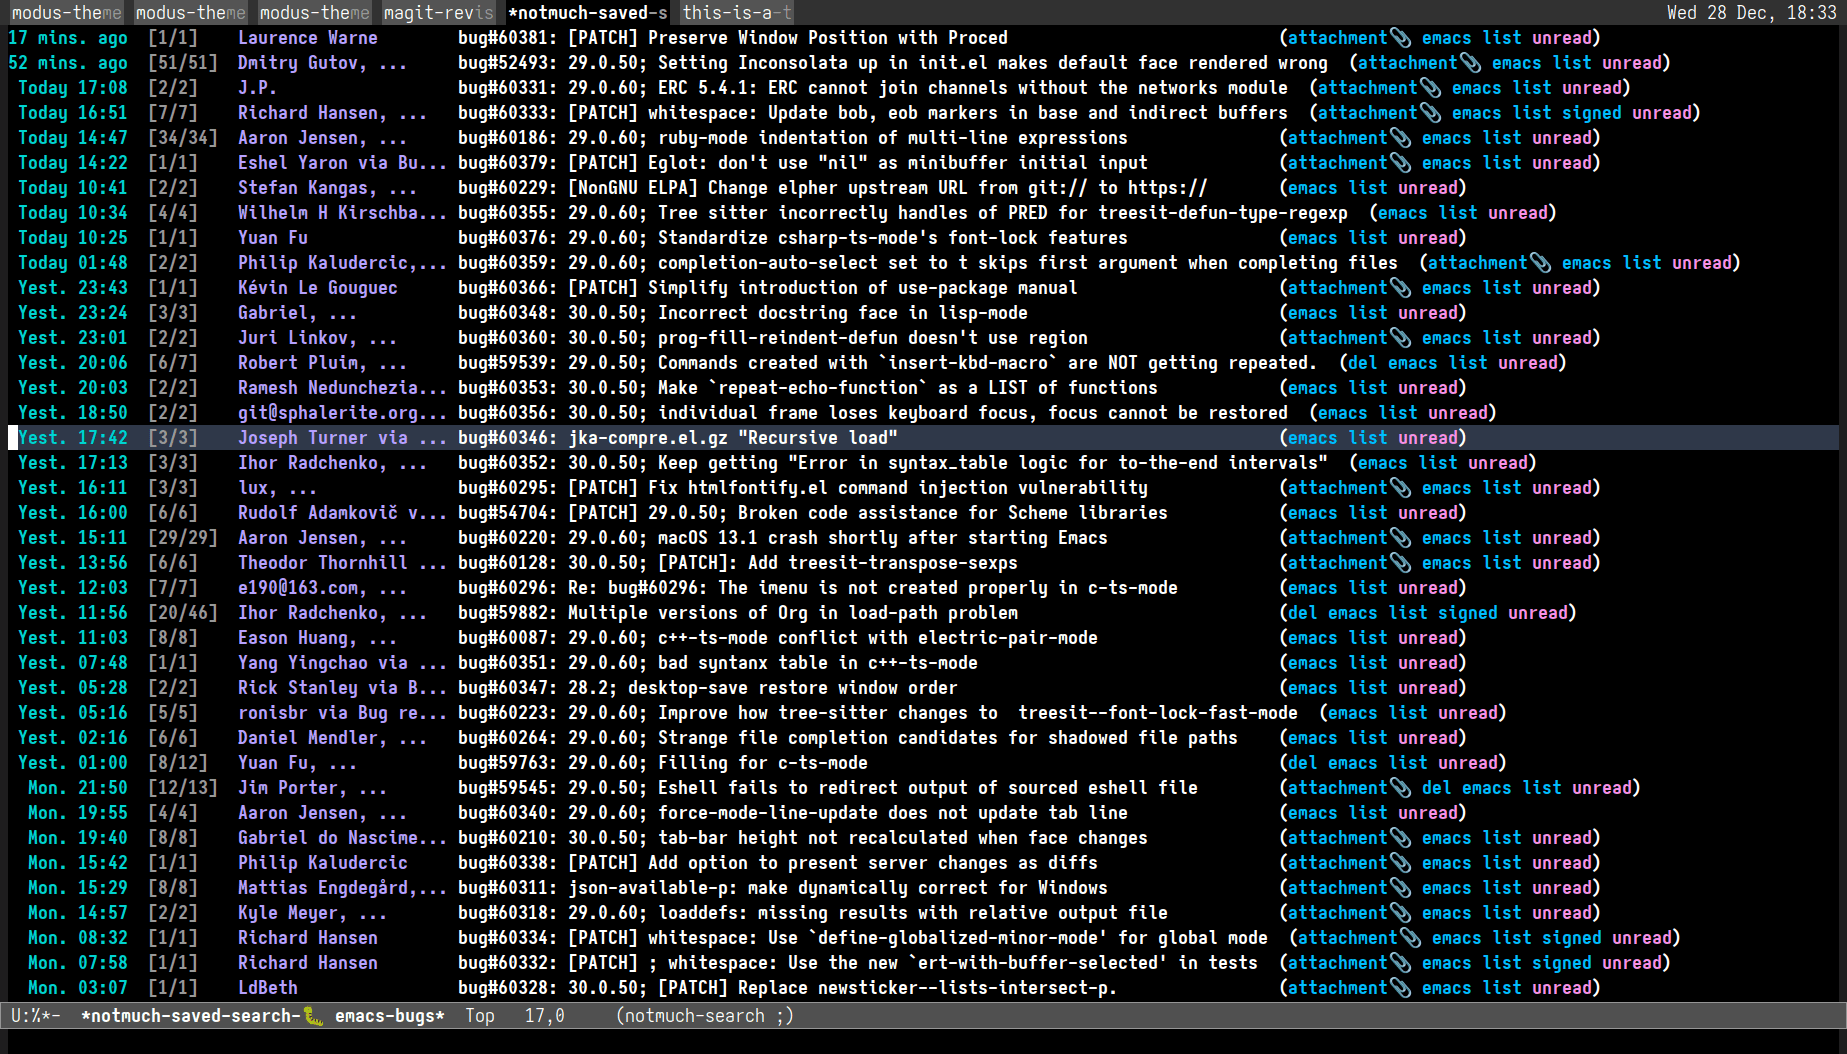 modus-theme modus-theme modus-theme magit-revis *notmuch-saved-s this-is-a-t Wed 28 Dec, 18:33
17 mins. ago [1/1] Laurence Warne bug#60381: [PATCH] Preserve Window Position with Proced (attachment📎 emacs list unread)
52 mins. ago [51/51] Dmitry Gutov, ... bug#52493: 29.0.50; Setting Inconsolata up in init.el makes default face rendered wrong (attachment📎 emacs list unread)
Today 17:08 [2/2] J.P. bug#60331: 29.0.60; ERC 5.4.1: ERC cannot join channels without the networks module (attachment📎 emacs list unread)
Today 16:51 [7/7] Richard Hansen, ... bug#60333: [PATCH] whitespace: Update bob, eob markers in base and indirect buffers (attachment📎 emacs list signed unread)
Today 14:47 [34/34] Aaron Jensen, ... bug#60186: 29.0.60; ruby-mode indentation of multi-line expressions (attachment📎 emacs list unread)
Today 14:22 [1/1] Eshel Yaron via Bu... bug#60379: [PATCH] Eglot: don't use "nil" as minibuffer initial input (attachment📎 emacs list unread)
Today 10:41 [2/2] Stefan Kangas, ... bug#60229: [NonGNU ELPA] Change elpher upstream URL from git:// to https:// (emacs list unread)
Today 10:34 [4/4] Wilhelm H Kirschba... bug#60355: 29.0.60; Tree sitter incorrectly handles of PRED for treesit-defun-type-regexp (emacs list unread)
Today 10:25 [1/1] Yuan Fu bug#60376: 29.0.60; Standardize csharp-ts-mode's font-lock features (emacs list unread)
Today 01:48 [2/2] Philip Kaludercic,... bug#60359: 29.0.60; completion-auto-select set to t skips first argument when completing files (attachment📎 emacs list unread)
Yest. 23:43 [1/1] Kévin Le Gouguec bug#60366: [PATCH] Simplify introduction of use-package manual (attachment📎 emacs list unread)
Yest. 23:24 [3/3] Gabriel, ... bug#60348: 30.0.50; Incorrect docstring face in lisp-mode (emacs list unread)
Yest. 23:01 [2/2] Juri Linkov, ... bug#60360: 30.0.50; prog-fill-reindent-defun doesn't use region (attachment📎 emacs list unread)
Yest. 20:06 [6/7] Robert Pluim, ... bug#59539: 29.0.50; Commands created with `insert-kbd-macro` are NOT getting repeated. (del emacs list unread)
Yest. 20:03 [2/2] Ramesh Nedunchezia... bug#60353: 30.0.50; Make `repeat-echo-function` as a LIST of functions (emacs list unread)
Yest. 18:50 [2/2] git@sphalerite.org... bug#60356: 30.0.50; individual frame loses keyboard focus, focus cannot be restored (emacs list unread)
Yest. 17:42 [3/3] Joseph Turner via ... bug#60346: jka-compre.el.gz "Recursive load" (emacs list unread)
Yest. 17:13 [3/3] Ihor Radchenko, ... bug#60352: 30.0.50; Keep getting "Error in syntax_table logic for to-the-end intervals" (emacs list unread)
Yest. 16:11 [3/3] lux, ... bug#60295: [PATCH] Fix htmlfontify.el command injection vulnerability (attachment📎 emacs list unread)
Yest. 16:00 [6/6] Rudolf Adamkovič v... bug#54704: [PATCH] 29.0.50; Broken code assistance for Scheme libraries (emacs list unread)
Yest. 15:11 [29/29] Aaron Jensen, ... bug#60220: 29.0.60; macOS 13.1 crash shortly after starting Emacs (attachment📎 emacs list unread)
Yest. 13:56 [6/6] Theodor Thornhill ... bug#60128: 30.0.50; [PATCH]: Add treesit-transpose-sexps (attachment📎 emacs list unread)
Yest. 12:03 [7/7] e190@163.com, ... bug#60296: Re: bug#60296: The imenu is not created properly in c-ts-mode (emacs list unread)
Yest. 11:56 [20/46] Ihor Radchenko, ... bug#59882: Multiple versions of Org in load-path problem (del emacs list signed unread)
Yest. 11:03 [8/8] Eason Huang, ... bug#60087: 29.0.60; c++-ts-mode conflict with electric-pair-mode (emacs list unread)
Yest. 07:48 [1/1] Yang Yingchao via ... bug#60351: 29.0.60; bad syntanx table in c++-ts-mode (emacs list unread)
Yest. 05:28 [2/2] Rick Stanley via B... bug#60347: 28.2; desktop-save restore window order (emacs list unread)
Yest. 05:16 [5/5] ronisbr via Bug re... bug#60223: 29.0.60; Improve how tree-sitter changes to treesit--font-lock-fast-mode (emacs list unread)
Yest. 02:16 [6/6] Daniel Mendler, ... bug#60264: 29.0.60; Strange file completion candidates for shadowed file paths (emacs list unread)
Yest. 01:00 [8/12] Yuan Fu, ... bug#59763: 29.0.60; Filling for c-ts-mode (del emacs list unread)
Mon. 21:50 [12/13] Jim Porter, ... bug#59545: 29.0.50; Eshell fails to redirect output of sourced eshell file (attachment📎 del emacs list unread)
Mon. 19:55 [4/4] Aaron Jensen, ... bug#60340: 29.0.60; force-mode-line-update does not update tab line (emacs list unread)
Mon. 19:40 [8/8] Gabriel do Nascime... bug#60210: 30.0.50; tab-bar height not recalculated when face changes (attachment📎 emacs list unread)
Mon. 15:42 [1/1] Philip Kaludercic bug#60338: [PATCH] Add option to present server changes as diffs (attachment📎 emacs list unread)
Mon. 15:29 [8/8] Mattias Engdegård,... bug#60311: json-available-p: make dynamically correct for Windows (attachment📎 emacs list unread)
Mon. 14:57 [2/2] Kyle Meyer, ... bug#60318: 29.0.60; loaddefs: missing results with relative output file (attachment📎 emacs list unread)
Mon. 08:32 [1/1] Richard Hansen bug#60334: [PATCH] whitespace: Use `define-globalized-minor-mode' for global mode (attachment📎 emacs list signed unread)
Mon. 07:58 [1/1] Richard Hansen bug#60332: [PATCH] ; whitespace: Use the new `ert-with-buffer-selected' in tests (attachment📎 emacs list signed unread)
Mon. 03:07 [1/1] LdBeth bug#60328: 30.0.50; [PATCH] Replace newsticker--lists-intersect-p. (attachment📎 emacs list unread)
U:%*- *notmuch-saved-search-🐛 emacs-bugs* Top 17,0 (notmuch-search ;)